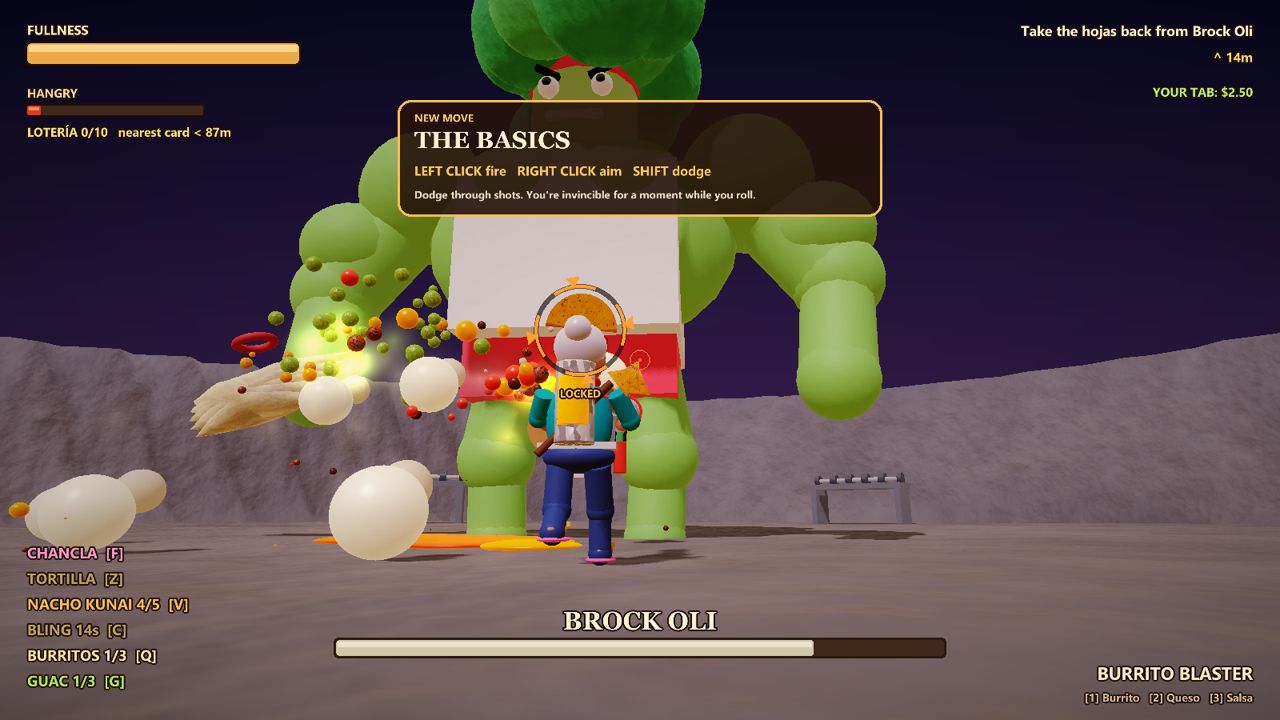 FULLNESS
HANGRY
LOTERÍA 0/10 nearest card < 87m
Take the hojas back from Brock Oli
^ 14m
YOUR TAB: $2.50
NEW MOVE
THE BASICS
LEFT CLICK fire RIGHT CLICK aim SHIFT dodge
Dodge through shots. You're invincible for a moment while you roll.
LOCKED
CHANCLA [F]
TORTILLA [Z]
NACHO KUNAI 4/5 [V]
BLING 14s [C]
BURRITOS 1/3 [Q]
GUAC 1/3 [G]
BROCK OLI
BURRITO BLASTER
[1] Burrito [2] Queso [3] Salsa